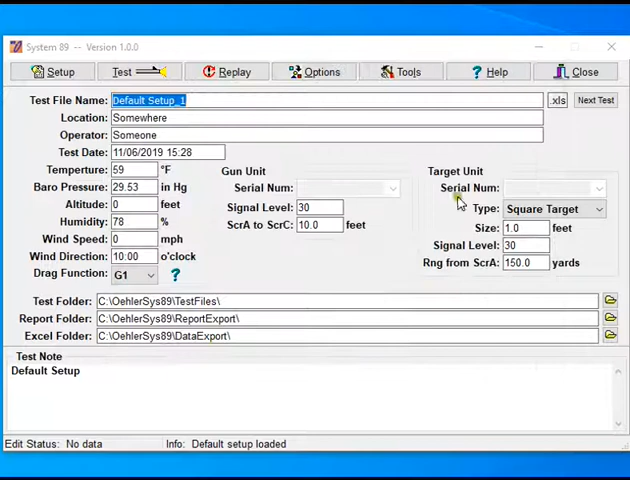 System 89 -- Version 1.0.0
Setup Test Replay Options Tools Help Close
Test File Name: Default Setup_1 .xls Next Test
Location: Somewhere
Operator: Someone
Test Date: 11/06/2019 15:28
Temperture: 59 °F
Baro Pressure: 29.53 in Hg
Altitude: 0 feet
Humidity: 78 %
Wind Speed: 0 mph
Wind Direction: 10:00 o'clock
Drag Function: G1 ?
Gun Unit
Serial Num:
Signal Level: 30
ScrA to ScrC: 10.0 feet
Target Unit
Serial Num:
Type: Square Target
Size: 1.0 feet
Signal Level: 30
Rng from ScrA: 150.0 yards
Test Folder: C:\OehlerSys89\TestFiles\
Report Folder: C:\OehlerSys89\ReportExport\
Excel Folder: C:\OehlerSys89\DataExport\
Test Note
Default Setup
Edit Status: No data Info: Default setup loaded